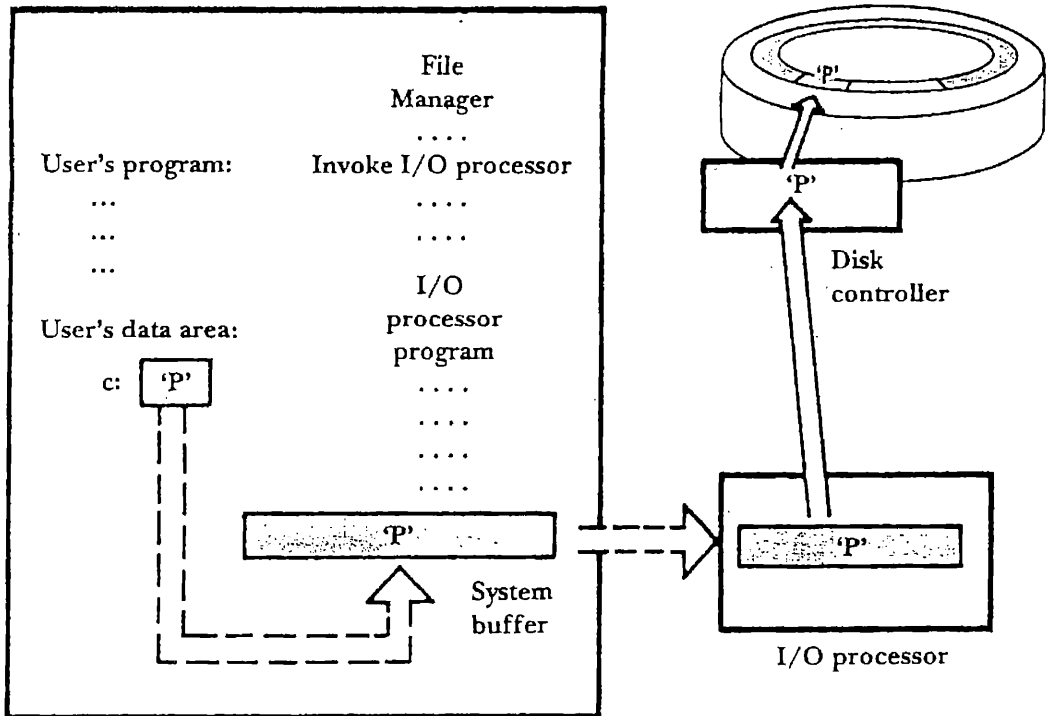 File
Manager
....
User's program:
Invoke I/O processor
...
....
...
....
...
I/O
processor
program
User's data area:
c: 'P'
....
....
....
....
'P'
System
buffer
'P'
'P'
Disk
controller
'P'
I/O processor